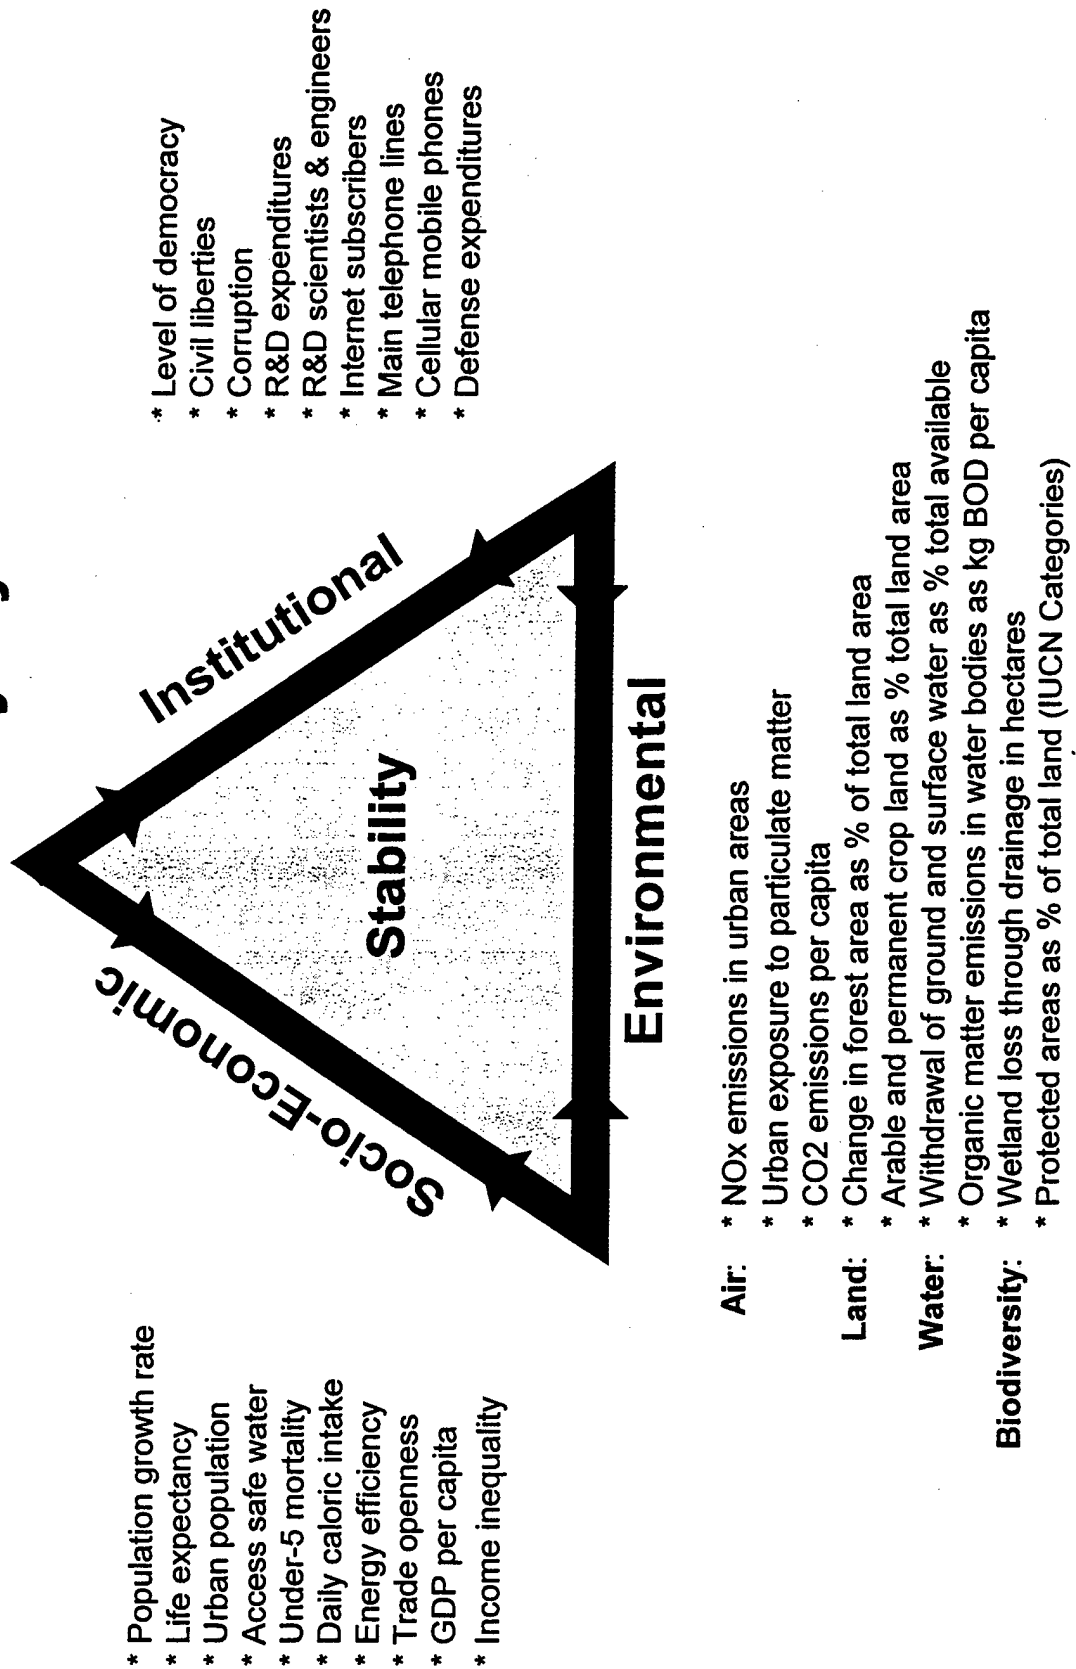 Socio-Economic
Institutional
Stability
Environmental
* Population growth rate
* Life expectancy
* Urban population
* Access safe water
* Under-5 mortality
* Daily caloric intake
* Energy efficiency
* Trade openness
* GDP per capita
* Income inequality
* Level of democracy
* Civil liberties
* Corruption
* R&D expenditures
* R&D scientists & engineers
* Internet subscribers
* Main telephone lines
* Cellular mobile phones
* Defense expenditures
Air: * NOx emissions in urban areas
* Urban exposure to particulate matter
* CO2 emissions per capita
Land: * Change in forest area as % of total land area
* Arable and permanent crop land as % total land area
Water: * Withdrawal of ground and surface water as % total available
* Organic matter emissions in water bodies as kg BOD per capita
Biodiversity: * Wetland loss through drainage in hectares
* Protected areas as % of total land (IUCN Categories)